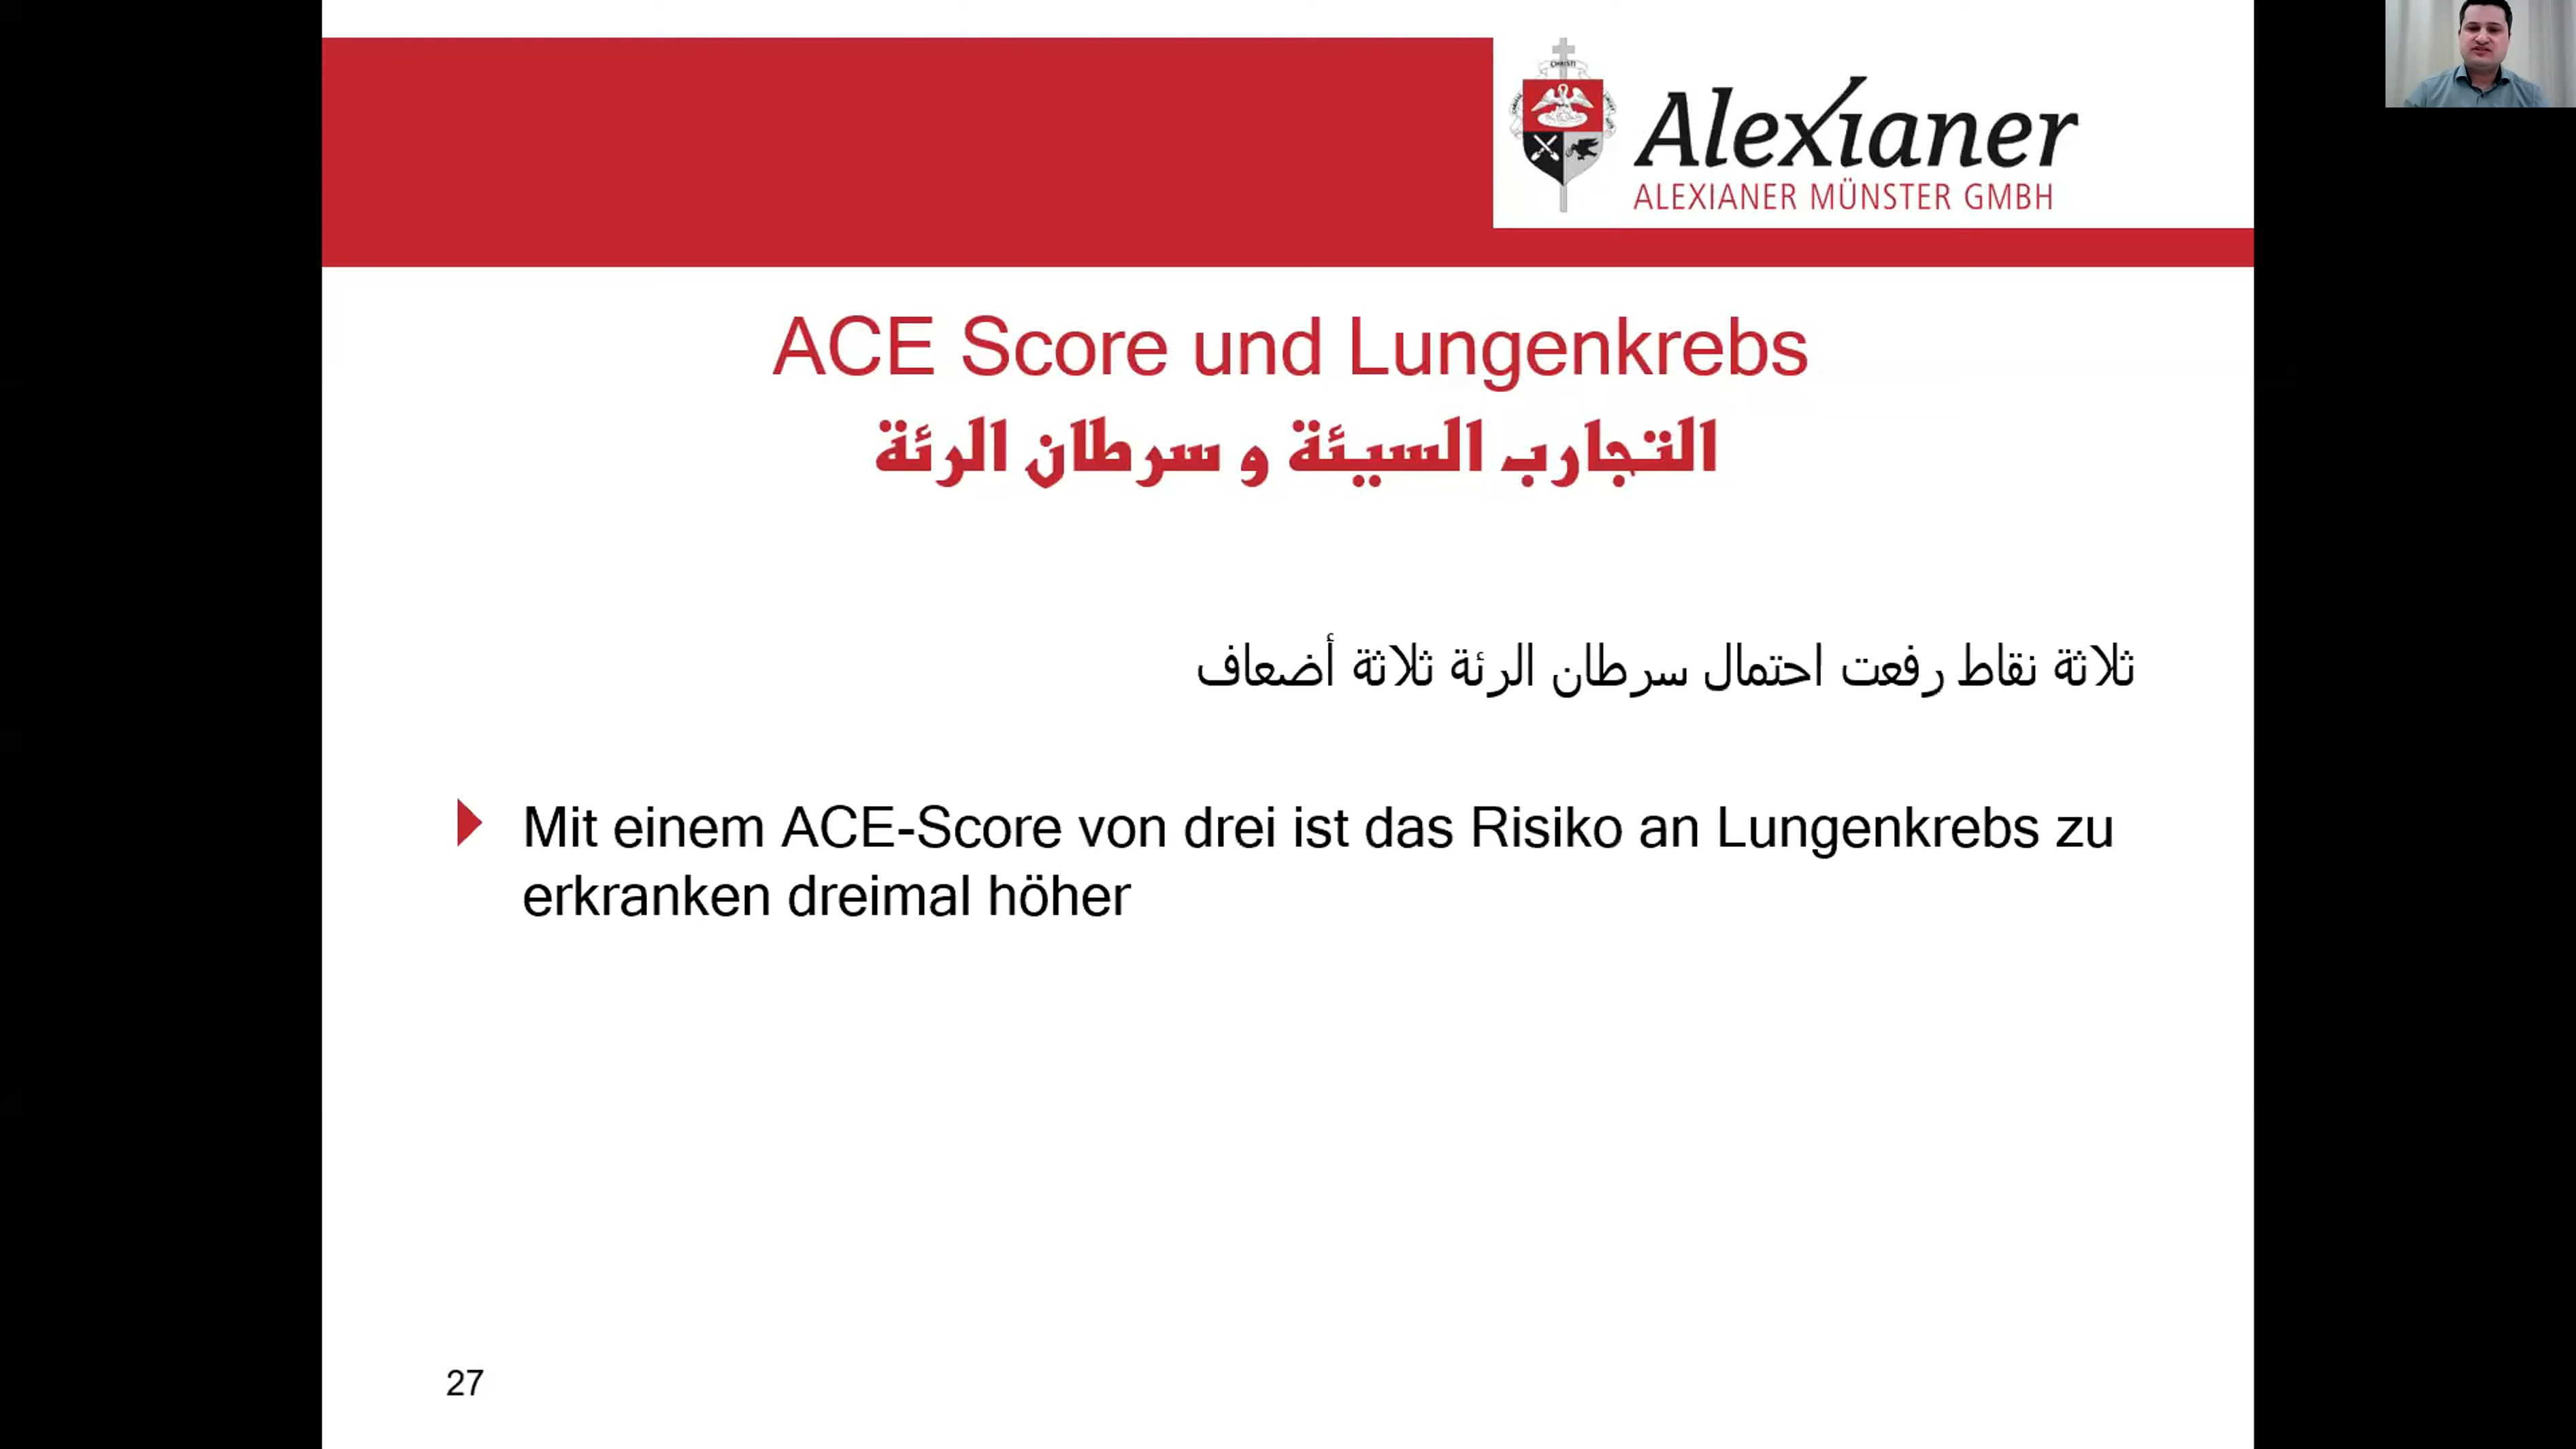 CHRISTI
Alexianer
ALEXIANER MÜNSTER GMBH
ACE Score und Lungenkrebs
التجارب السيئة و سرطان الرئة
ثلاثة نقاط رفعت احتمال سرطان الرئة ثلاثة أضعاف
Mit einem ACE-Score von drei ist das Risiko an Lungenkrebs zu
erkranken dreimal höher
27